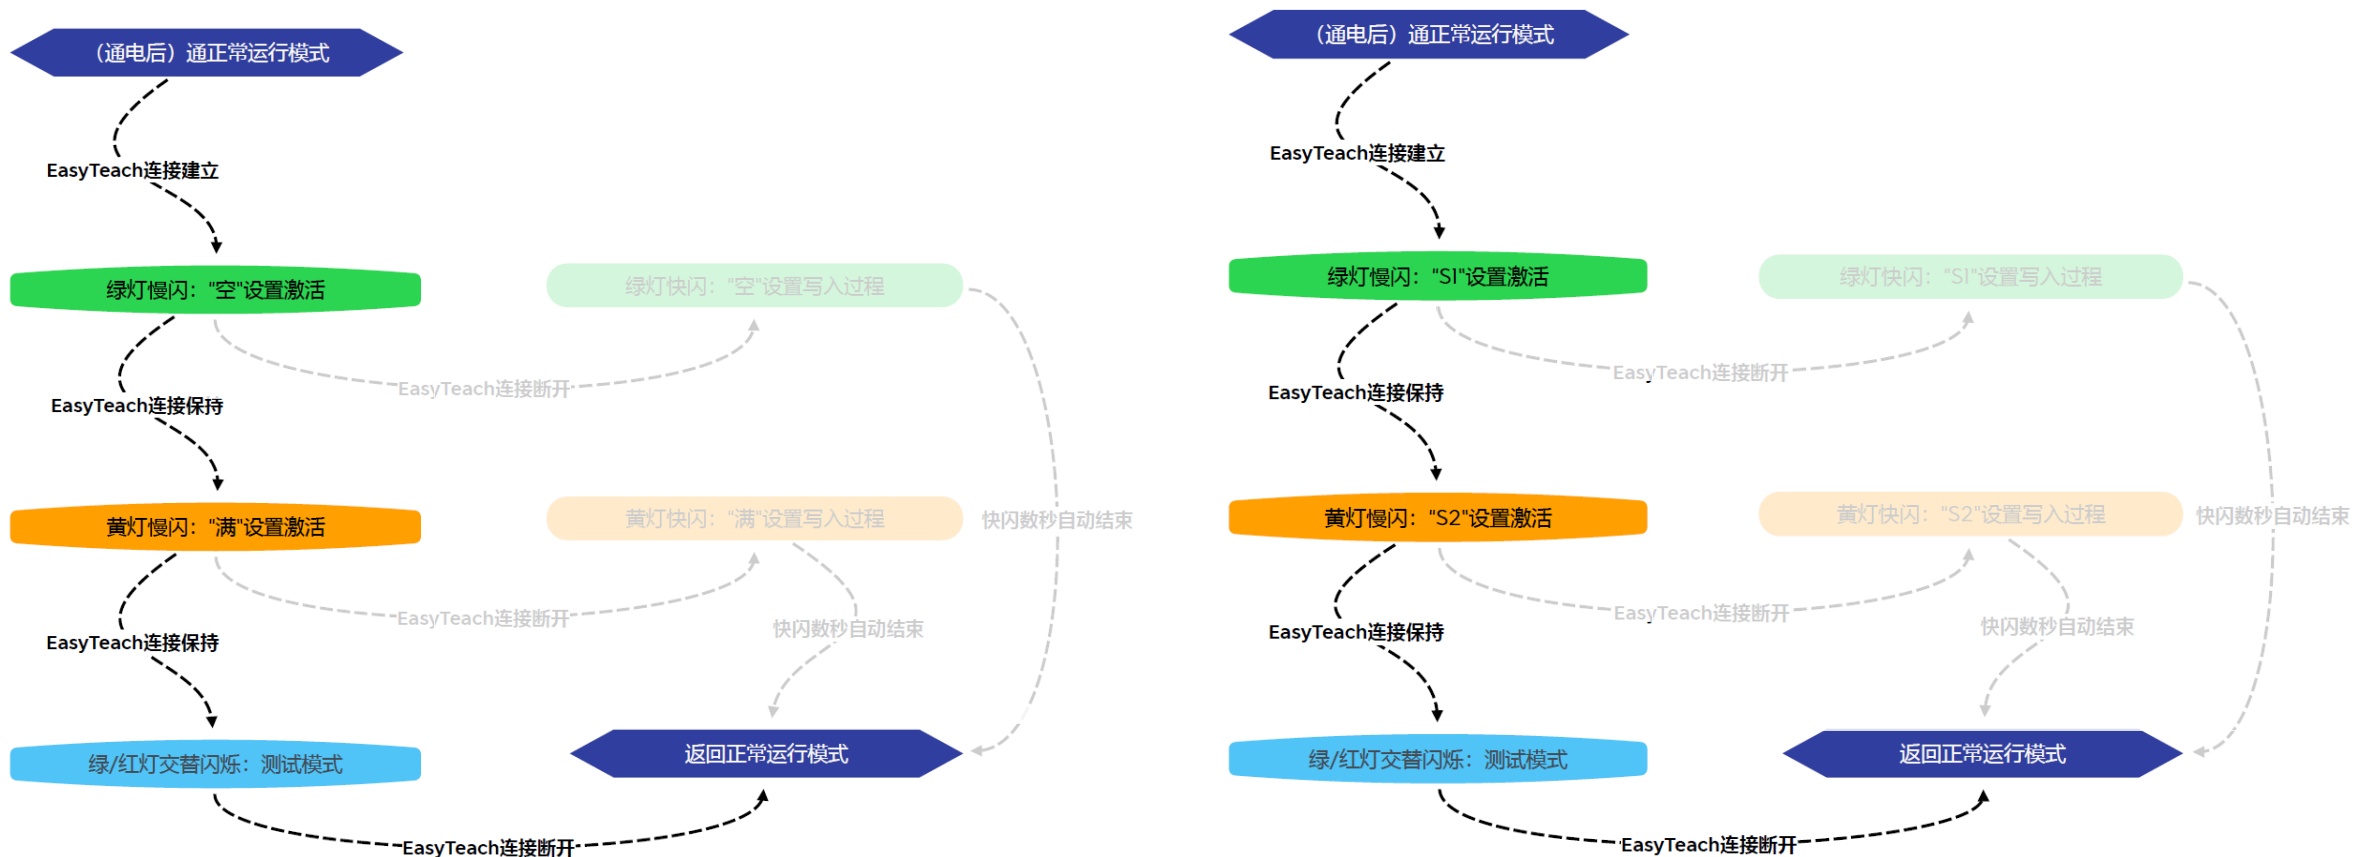 （通电后）通正常运行模式
EasyTeach连接建立
绿灯慢闪："空"设置激活
绿灯快闪："空"设置写入过程
EasyTeach连接断开
EasyTeach连接保持
黄灯慢闪："满"设置激活
黄灯快闪："满"设置写入过程
快闪数秒自动结束
EasyTeach连接断开
快闪数秒自动结束
EasyTeach连接保持
绿/红灯交替闪烁：测试模式
返回正常运行模式
EasyTeach连接断开
（通电后）通正常运行模式
EasyTeach连接建立
绿灯慢闪："S1"设置激活
绿灯快闪："S1"设置写入过程
EasyTeach连接断开
EasyTeach连接保持
黄灯慢闪："S2"设置激活
黄灯快闪："S2"设置写入过程
快闪数秒自动结束
EasyTeach连接断开
快闪数秒自动结束
EasyTeach连接保持
绿/红灯交替闪烁：测试模式
返回正常运行模式
EasyTeach连接断开